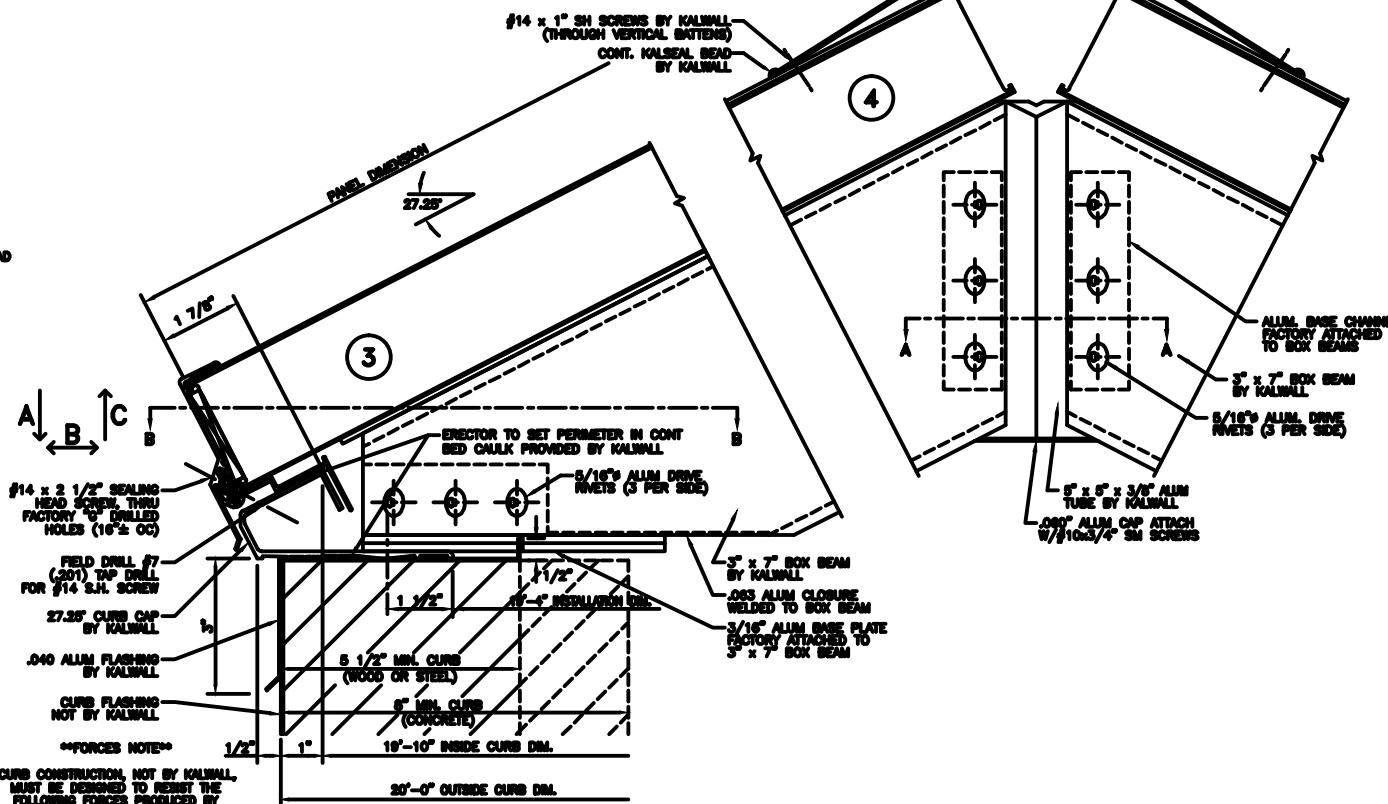 #14 x 1" SH SCREWS BY KALWALL
(THROUGH VERTICAL BATTENS)
CONT. KALSEAL BEAD
BY KALWALL
4
PANEL DIMENSION
27.25°
1 7/8"
3
A
B
C
B
B
ERECTOR TO SET PERIMETER IN CONT
BED CAULK PROVIDED BY KALWALL
5/16"ø ALUM DRIVE
RIVETS (3 PER SIDE)
A
A
ALUM. BASE
FACTORY ATTACHED
TO BOX BEAMS
3" x 7" BOX BEAM
BY KALWALL
5/16"ø ALUM. DRIVE
RIVETS (3 PER SIDE)
5" x 5" x 3/8" ALUM
TUBE BY KALWALL
ALUM CAP ATTACH
W/#10x3/4" SM SCREWS
#14 x 2 1/2" SEALING
HEAD SCREW, THRU
FACTORY "G" DRILLED
HOLES (16"± OC)
FIELD DRILL #7
(.201) TAP DRILL
FOR #14 S.H. SCREW
27.25° CURB CAP
BY KALWALL
.040 ALUM FLASHING
BY KALWALL
CURB FLASHING
NOT BY KALWALL
3"
1/2"
1 1/2"
INSTALLATION DIM.
3" x 7" BOX BEAM
BY KALWALL
.063 ALUM CLOSURE
WELDED TO BOX BEAM
3/16" ALUM BASE PLATE
FACTORY ATTACHED TO
3" x 7" BOX BEAM
5 1/2" MIN. CURB
(WOOD OR STEEL)
8" MIN. CURB
(CONCRETE)
**FORCES NOTE**
1/2"
1"
19'-10" INSIDE CURB DIM.
20'-0" OUTSIDE CURB DIM.
CURB CONSTRUCTION, NOT BY KALWALL,
MUST BE DESIGNED TO RESIST THE
FOLLOWING FORCES PRODUCED BY